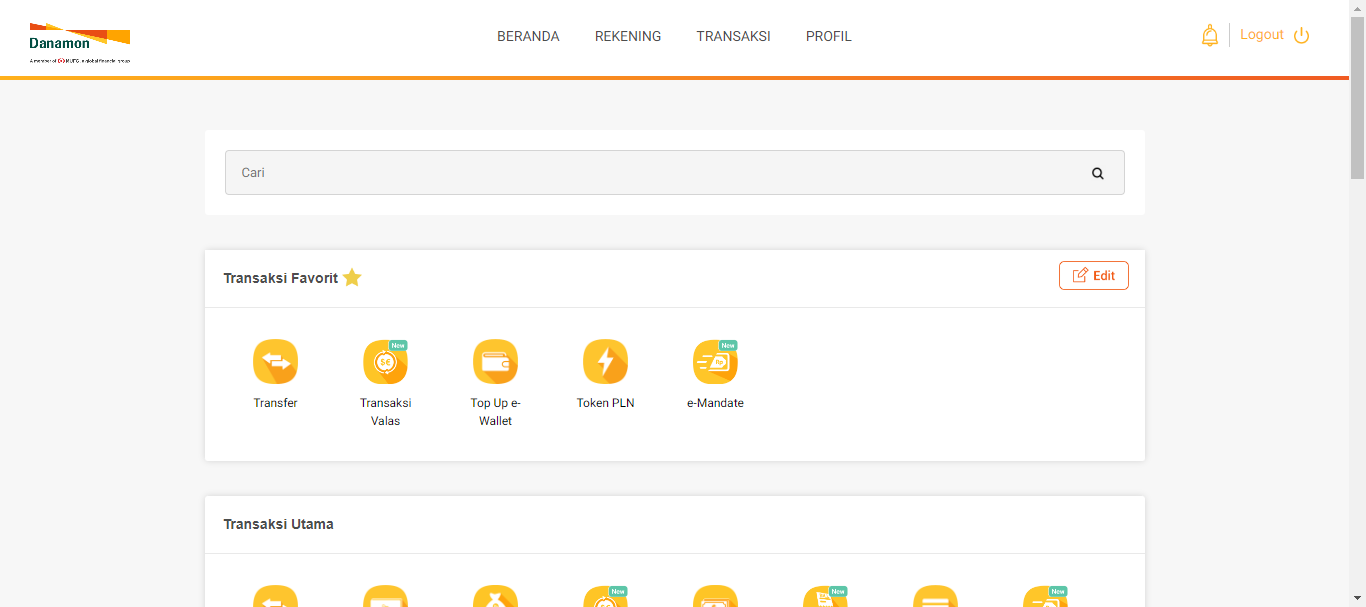 Danamon
A member of MUFG, a global financial group
BERANDA
REKENING
TRANSAKSI
PROFIL
Logout
Cari
Transaksi Favorit
Edit
Transfer
New
Transaksi
Valas
Top Up e-
Wallet
Token PLN
New
Rp
e-Mandate
Transaksi Utama
New
New
New